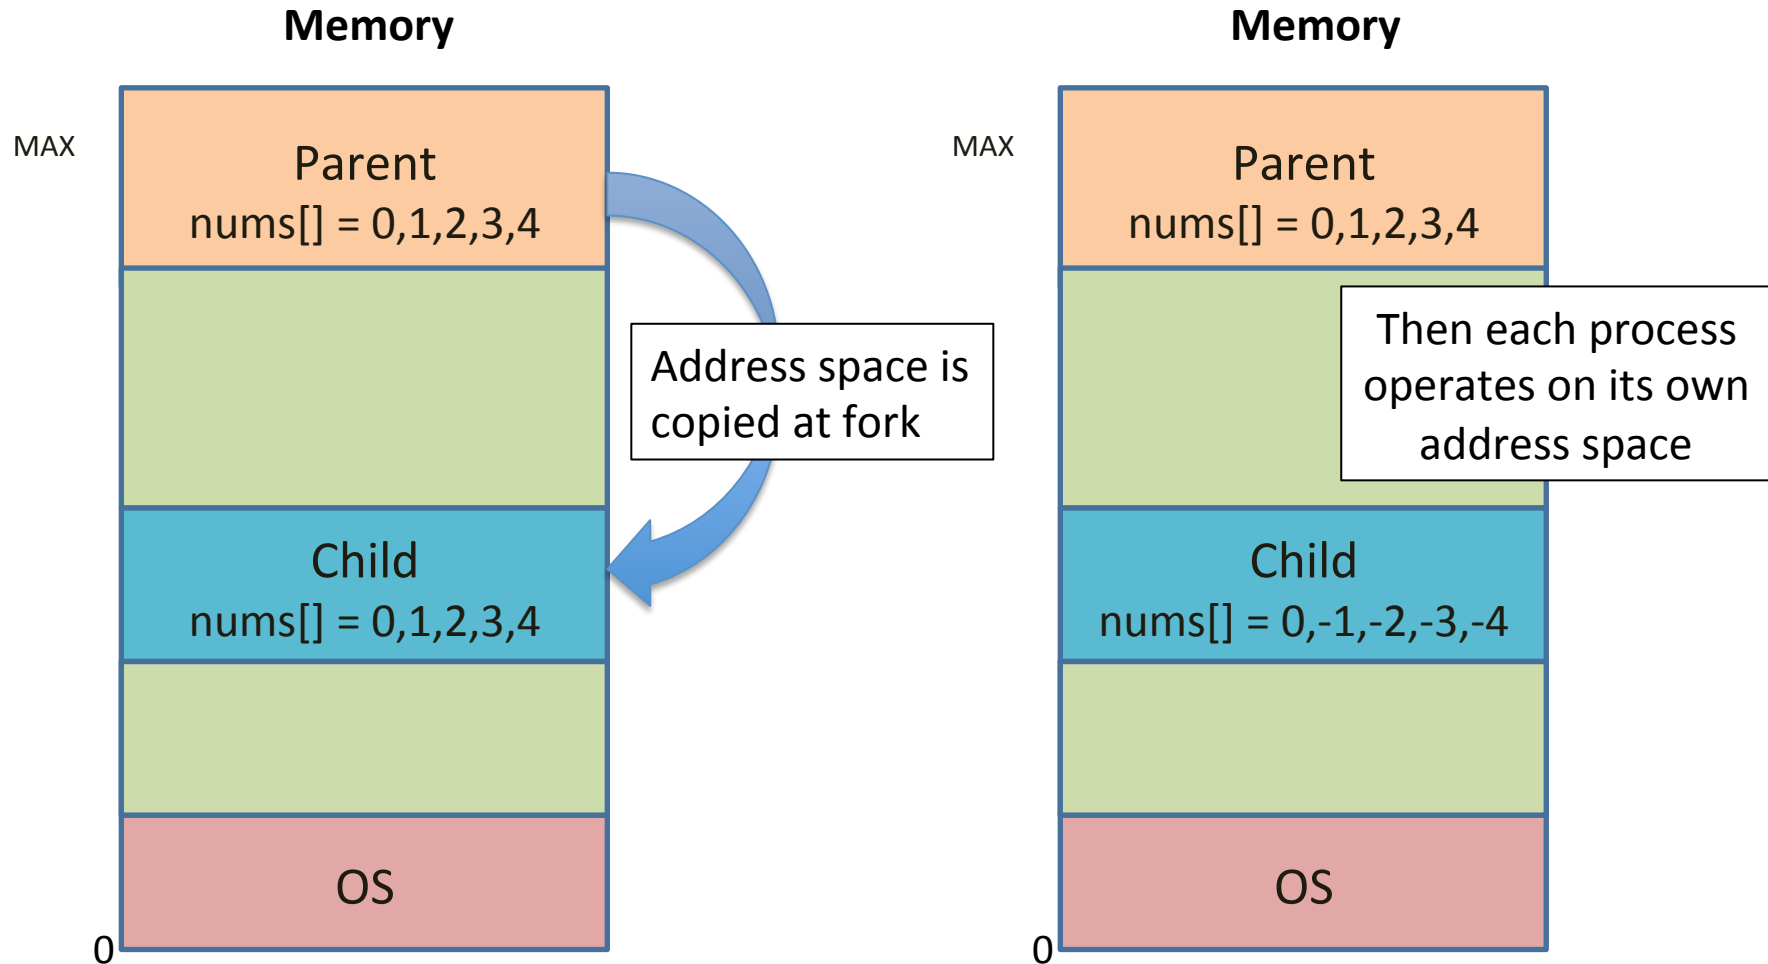 Memory
MAX
Parent
nums[] = 0,1,2,3,4
Address space is
copied at fork
Child
nums[] = 0,1,2,3,4
OS
0
Memory
MAX
Parent
nums[] = 0,1,2,3,4
Then each process
operates on its own
address space
Child
nums[] = 0,-1,-2,-3,-4
OS
0